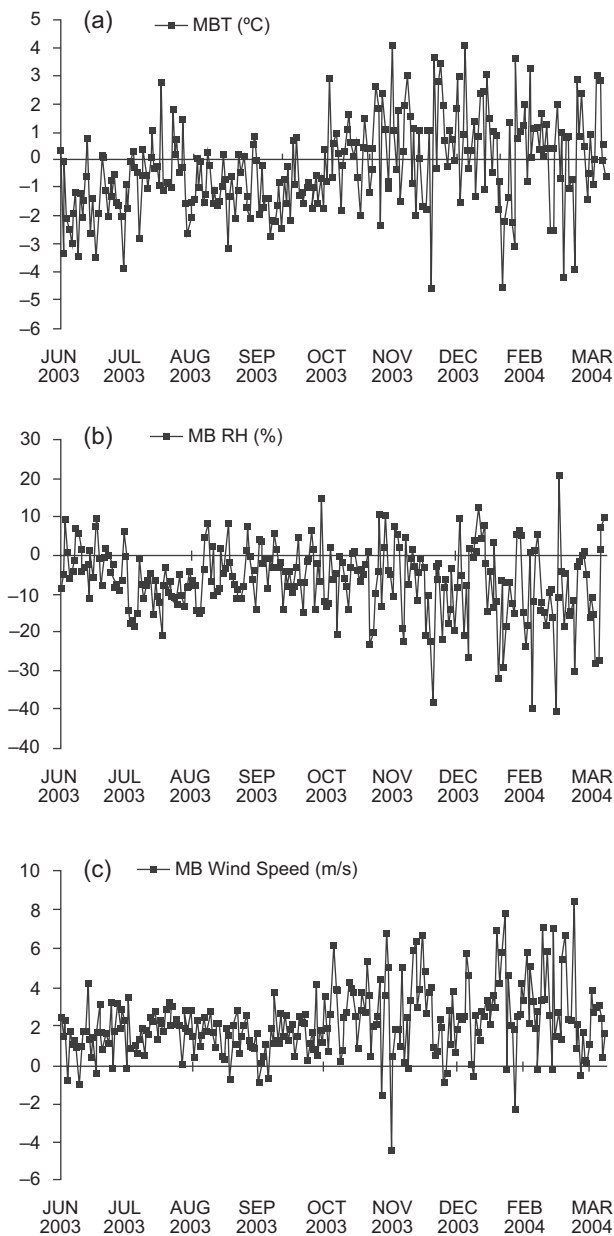 (a)
MBT (ºC)
5
4
3
2
1
0
–1
–2
–3
–4
–5
–6
JUN JUL AUG SEP OCT NOV DEC FEB MAR
2003 2003 2003 2003 2003 2003 2003 2004 2004
(b)
MB RH (%)
30
20
10
0
–10
–20
–30
–40
JUN JUL AUG SEP OCT NOV DEC FEB MAR
2003 2003 2003 2003 2003 2003 2003 2004 2004
(c)
MB Wind Speed (m/s)
10
8
6
4
2
0
–2
–4
–6
JUN JUL AUG SEP OCT NOV DEC FEB MAR
2003 2003 2003 2003 2003 2003 2003 2004 2004